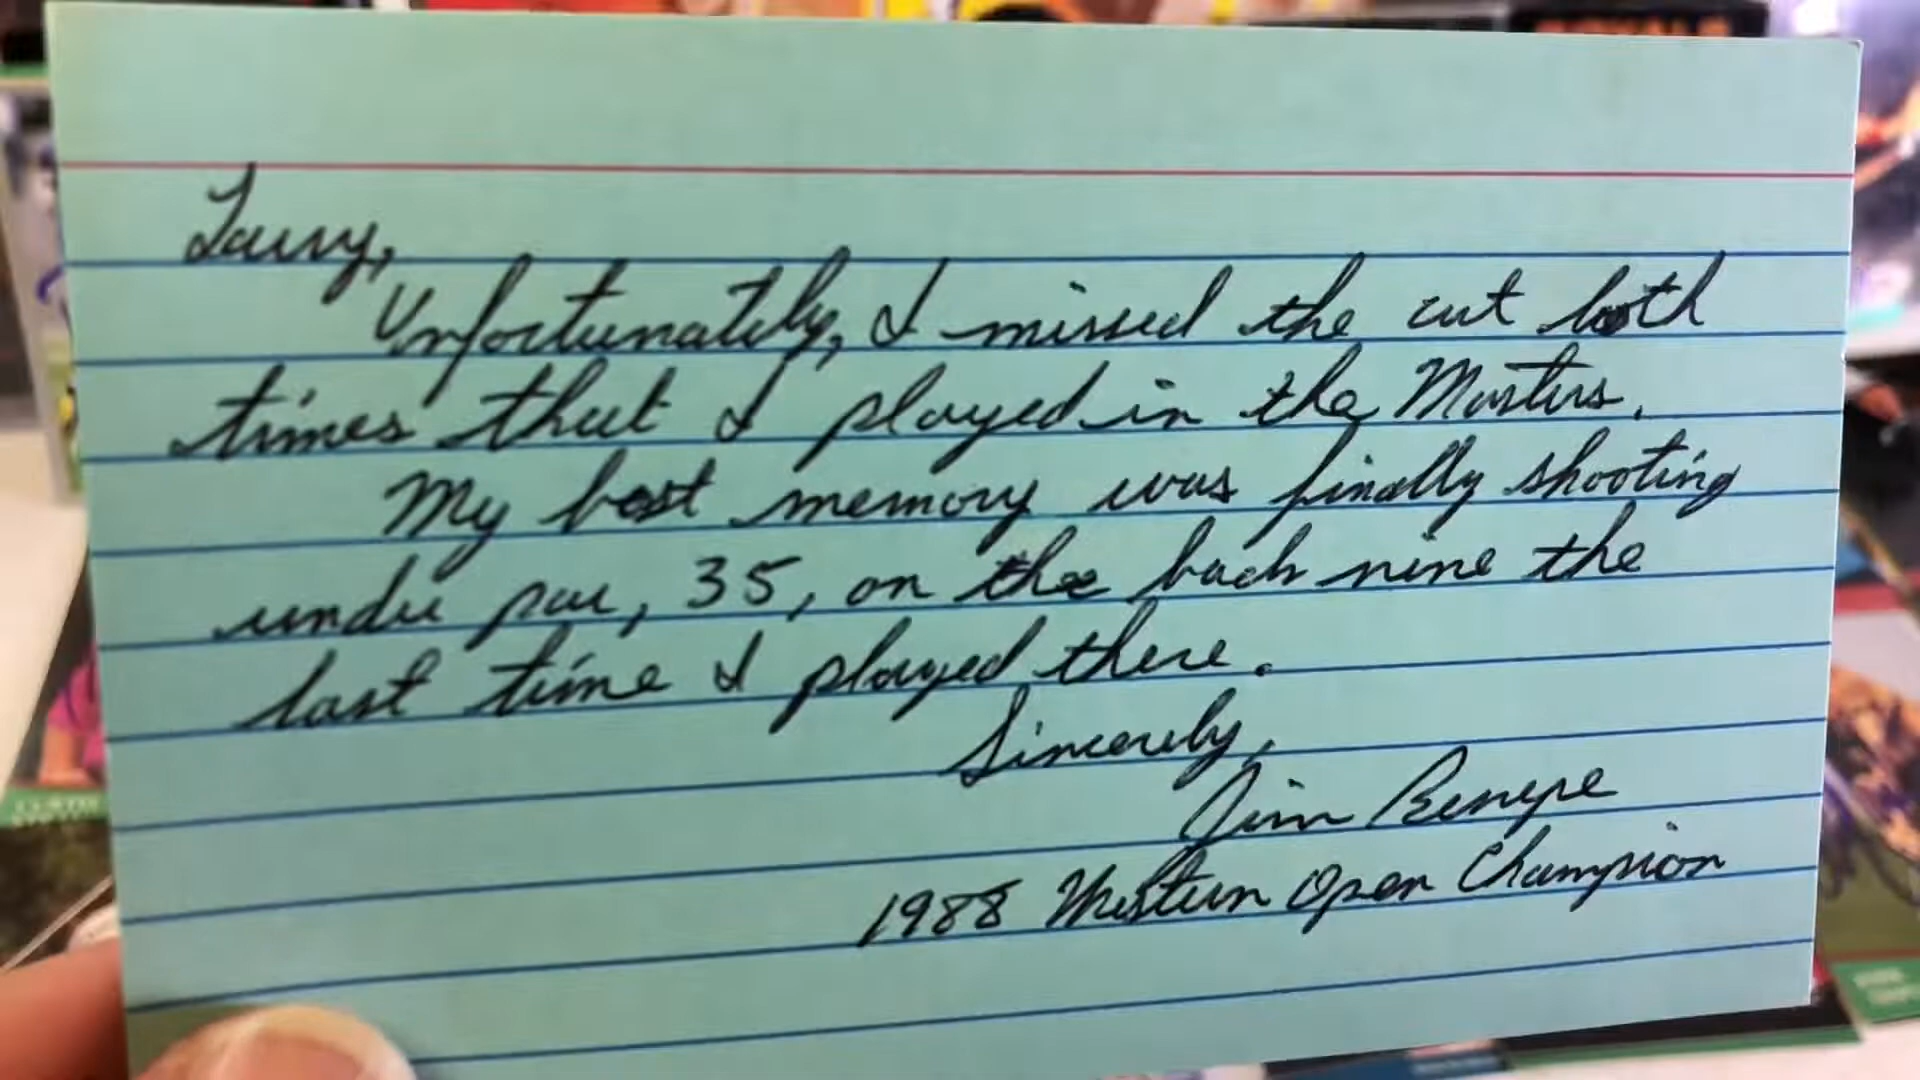 Larry,
Unfortunately, I missed the cut both
times that I played in the Masters.
My best memory was finally shooting
under par, 35, on the back nine the
last time I played there.
Sincerely,
Jim Benepe
1988 Western Open Champion